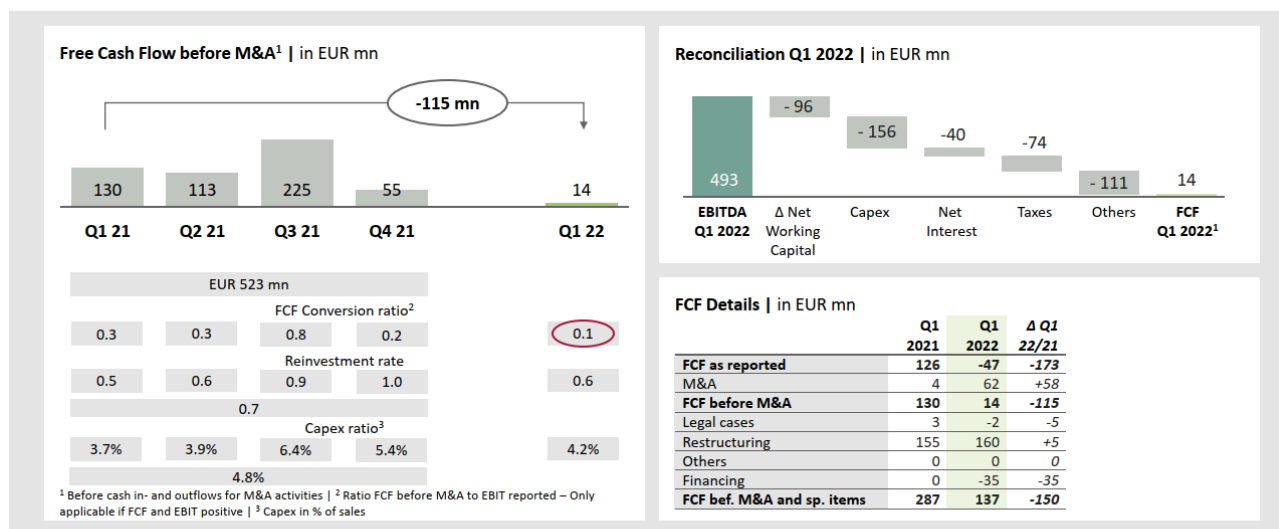 Free Cash Flow before M&A¹ | in EUR mn
-115 mn
130 113 225 55 14
Q1 21 Q2 21 Q3 21 Q4 21 Q1 22
EUR 523 mn
FCF Conversion ratio²
0.3 0.3 0.8 0.2 0.1
Reinvestment rate
0.5 0.6 0.9 1.0 0.6
0.7
Capex ratio³
3.7% 3.9% 6.4% 5.4% 4.2%
4.8%
¹ Before cash in- and outflows for M&A activities | ² Ratio FCF before M&A to EBIT reported – Only
applicable if FCF and EBIT positive | ³ Capex in % of sales
Reconciliation Q1 2022 | in EUR mn
493 - 96 - 156 -40 -74 - 111 14
EBITDA Δ Net Capex Net Taxes Others FCF
Q1 2022 Working Interest Q1 2022¹
Capital
FCF Details | in EUR mn
Q1 Q1 Δ Q1
2021 2022 22/21
FCF as reported 126 -47 -173
M&A 4 62 +58
FCF before M&A 130 14 -115
Legal cases 3 -2 -5
Restructuring 155 160 +5
Others 0 0 0
Financing 0 -35 -35
FCF bef. M&A and sp. items 287 137 -150